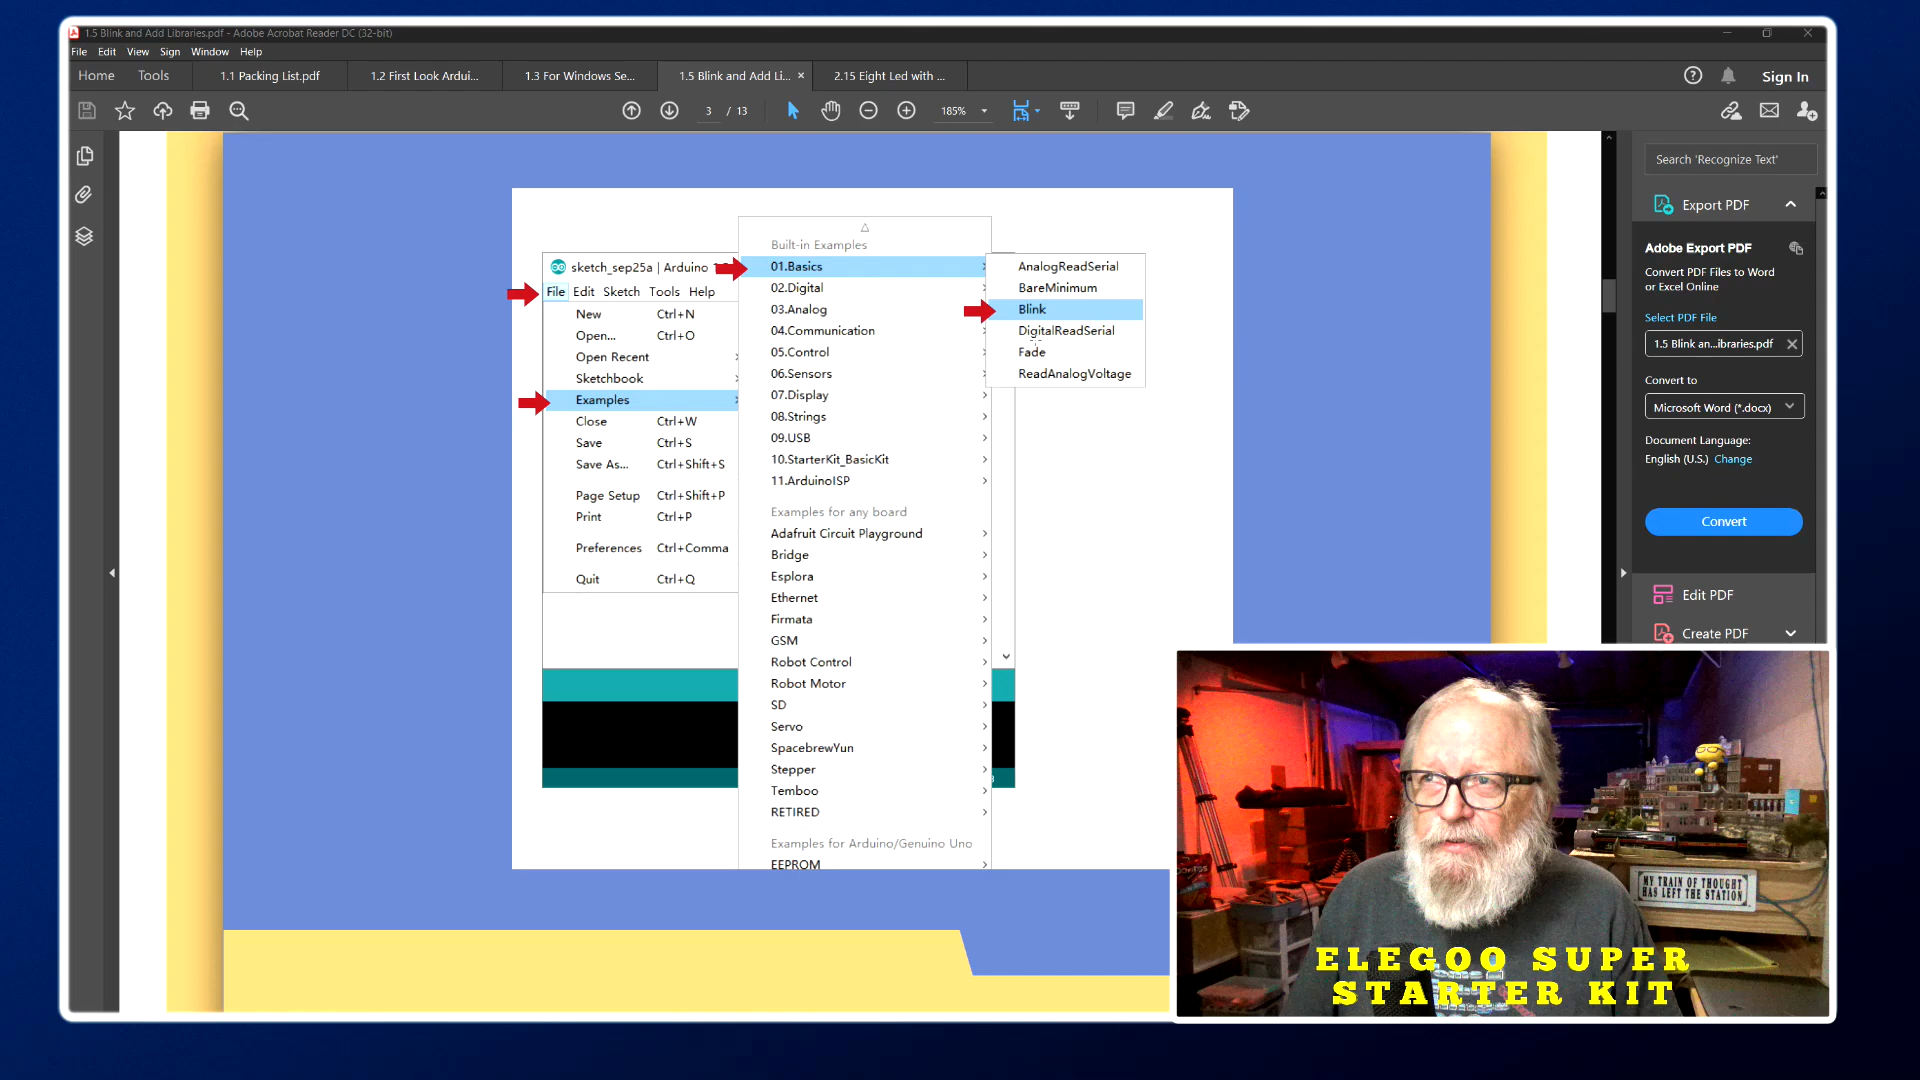 1.5 Blink and Add Libraries.pdf - Adobe Acrobat Reader DC (32-bit)
File Edit View Sign Window Help
Home Tools 1.1 Packing List.pdf 1.2 First Look Ardui... 1.3 For Windows Se... 1.5 Blink and Add Li... × 2.15 Eight Led with ... Sign In
3 / 13 185%
Search 'Recognize Text'
Export PDF
Adobe Export PDF
Convert PDF Files to Word
or Excel Online
Select PDF File
1.5 Blink an...ibraries.pdf
Convert to
Microsoft Word (*.docx)
Document Language:
English (U.S.) Change
Convert
Edit PDF
Create PDF
sketch_sep25a | Arduino
File Edit Sketch Tools Help
New Ctrl+N
Open... Ctrl+O
Open Recent
Sketchbook
Examples
Close Ctrl+W
Save Ctrl+S
Save As... Ctrl+Shift+S
Page Setup Ctrl+Shift+P
Print Ctrl+P
Preferences Ctrl+Comma
Quit Ctrl+Q
Built-in Examples
01.Basics
02.Digital
03.Analog
04.Communication
05.Control
06.Sensors
07.Display
08.Strings
09.USB
10.StarterKit_BasicKit
11.ArduinoISP
Examples for any board
Adafruit Circuit Playground
Bridge
Esplora
Ethernet
Firmata
GSM
Robot Control
Robot Motor
SD
Servo
SpacebrewYun
Stepper
Temboo
RETIRED
Examples for Arduino/Genuino Uno
EEPROM
AnalogReadSerial
BareMinimum
Blink
DigitalReadSerial
Fade
ReadAnalogVoltage
MY TRAIN OF THOUGHT
HAS LEFT THE STATION
ELEGOO SUPER
STARTER KIT